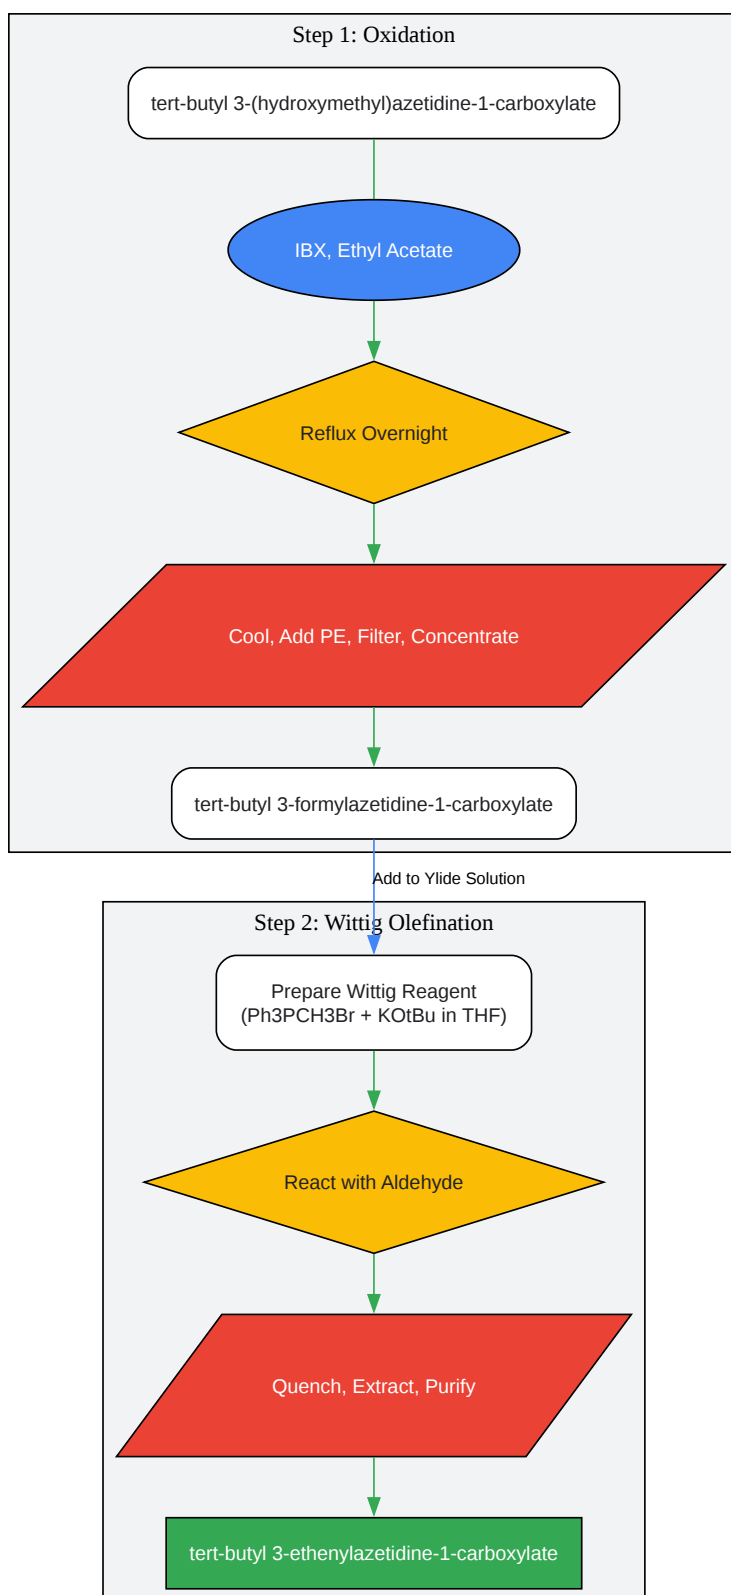 Step 1: Oxidation
tert-butyl 3-(hydroxymethyl)azetidine-1-carboxylate
IBX, Ethyl Acetate
Reflux Overnight
Cool, Add PE, Filter, Concentrate
tert-butyl 3-formylazetidine-1-carboxylate
Add to Ylide Solution
Step 2: Wittig Olefination
Prepare Wittig Reagent
(Ph3PCH3Br + KOtBu in THF)
React with Aldehyde
Quench, Extract, Purify
tert-butyl 3-ethenylazetidine-1-carboxylate